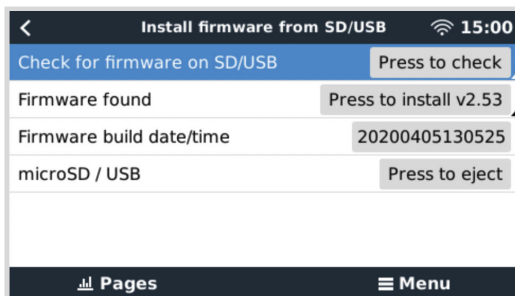 Install firmware from SD/USB 15:00
Check for firmware on SD/USB Press to check
Firmware found Press to install v2.53
Firmware build date/time 20200405130525
microSD / USB Press to eject
Pages Menu